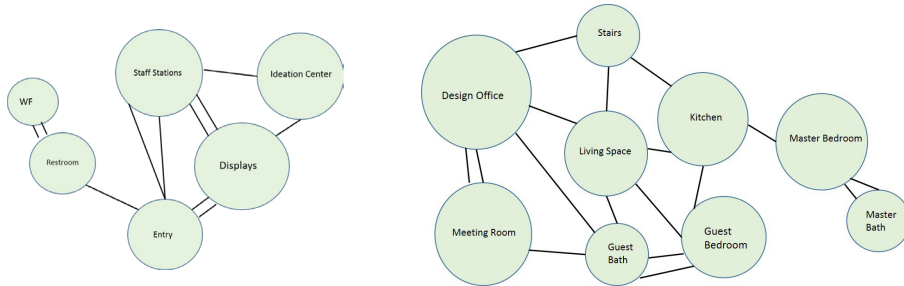 WF
Restroom
Staff Stations
Ideation Center
Displays
Entry
Stairs
Design Office
Kitchen
Living Space
Master Bedroom
Meeting Room
Guest
Bath
Guest
Bedroom
Master
Bath